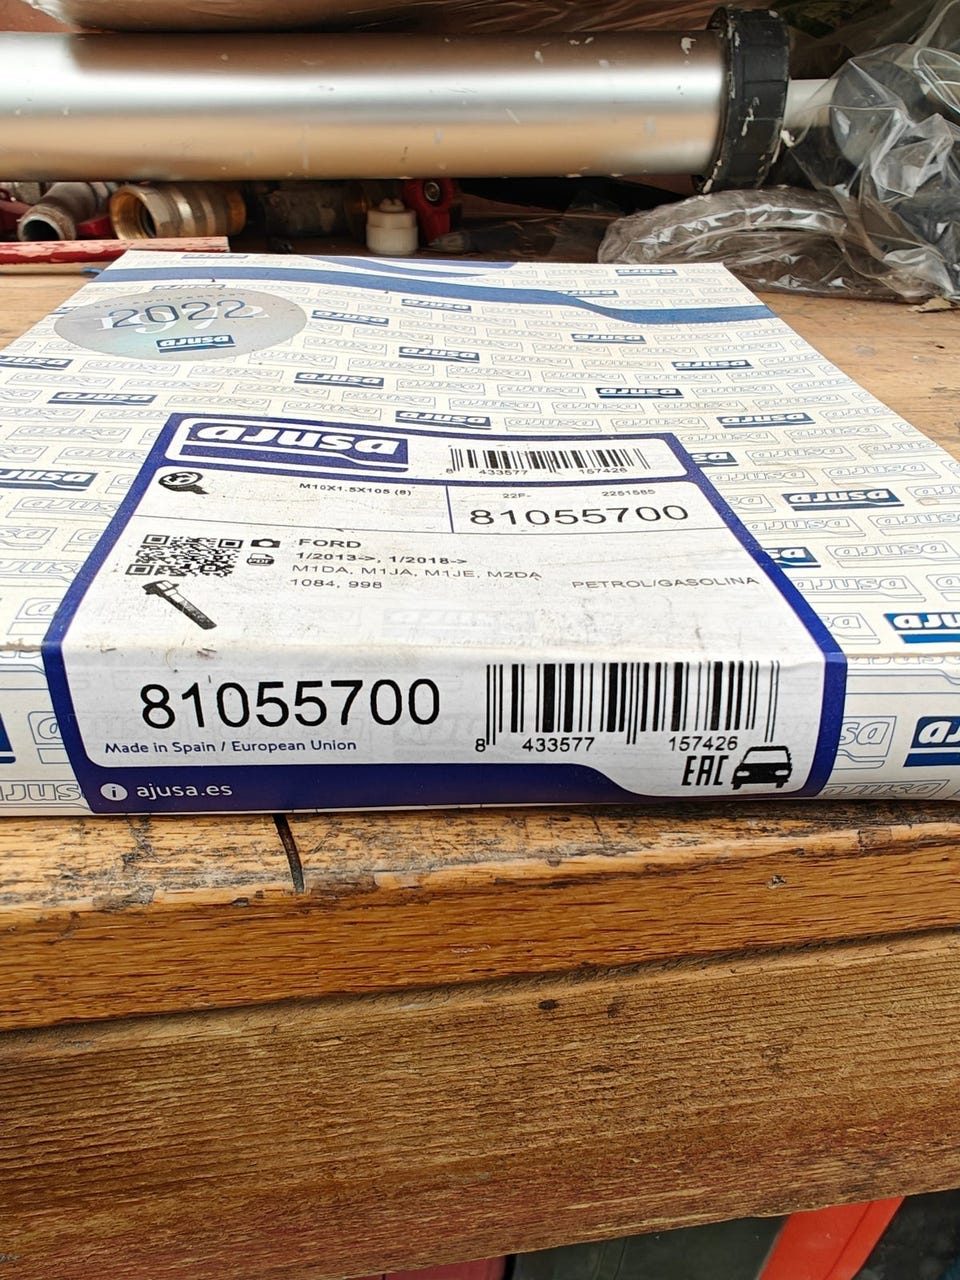 2022
AJUSA
8 433577 157426
M10X1.5X105 (8)
22F- 2251585
81055700
FORD
1/2013->, 1/2018->
M1DA, M1JA, M1JE, M2DA
1084, 998
PETROL/GASOLINA
PDF
81055700
Made in Spain / European Union
8 433577 157426
EAC
i ajusa.es